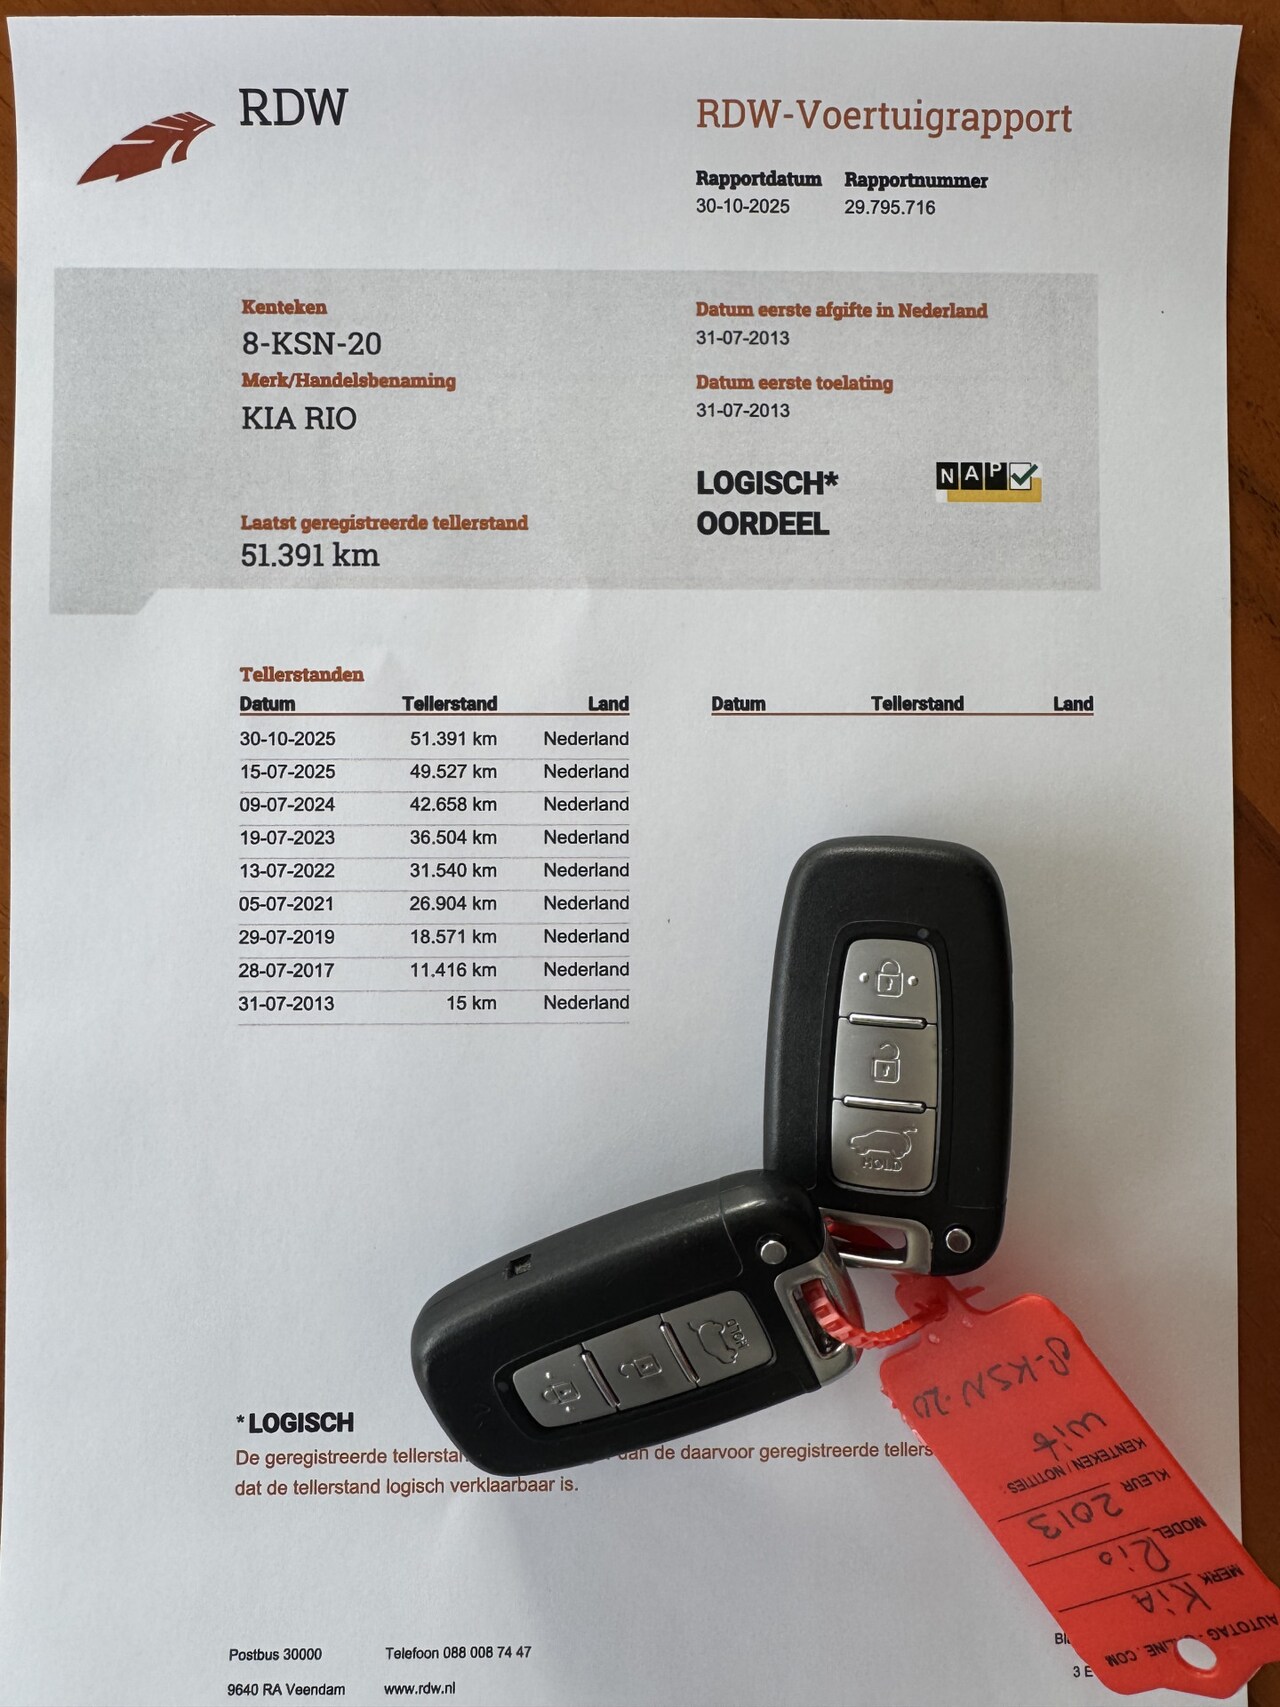 RDW
RDW-Voertuigrapport
Rapportdatum Rapportnummer
30-10-2025 29.795.716
Kenteken
8-KSN-20
Merk/Handelsbenaming
KIA RIO
Laatst geregistreerde tellerstand
51.391 km
Datum eerste afgifte in Nederland
31-07-2013
Datum eerste toelating
31-07-2013
LOGISCH*
OORDEEL
NAP
Tellerstanden
Datum Tellerstand Land
30-10-2025 51.391 km Nederland
15-07-2025 49.527 km Nederland
09-07-2024 42.658 km Nederland
19-07-2023 36.504 km Nederland
13-07-2022 31.540 km Nederland
05-07-2021 26.904 km Nederland
29-07-2019 18.571 km Nederland
28-07-2017 11.416 km Nederland
31-07-2013 15 km Nederland
Datum Tellerstand Land
HOLD
HOLD
*LOGISCH
De geregistreerde de daarvoor geregistreerde
dat de tellerstand logisch verklaarbaar is.
Postbus 30000
9640 RA Veendam
Telefoon 088 008 74 47
www.rdw.nl
MERK KiA
MODEL Rio
KLEUR 2013
KENTEKEN / NOTITIES: wit
8-KSN-20